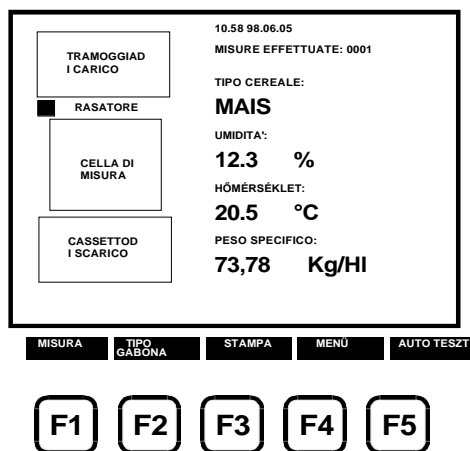 10.58 98.06.05
TRAMOGGIAD
I CARICO
MISURE EFFETTUATE: 0001
TIPO CEREALE:
RASATORE
MAIS
UMIDITA':
12.3 %
CELLA DI
MISURA
HŐMÉRSÉKLET:
20.5 °C
CASSETTOD
I SCARICO
PESO SPECIFICO:
73,78 Kg/Hl
MISURA
TIPO
GABONA
STAMPA
MENÜ
AUTO TESZT
F1 F2 F3 F4 F5